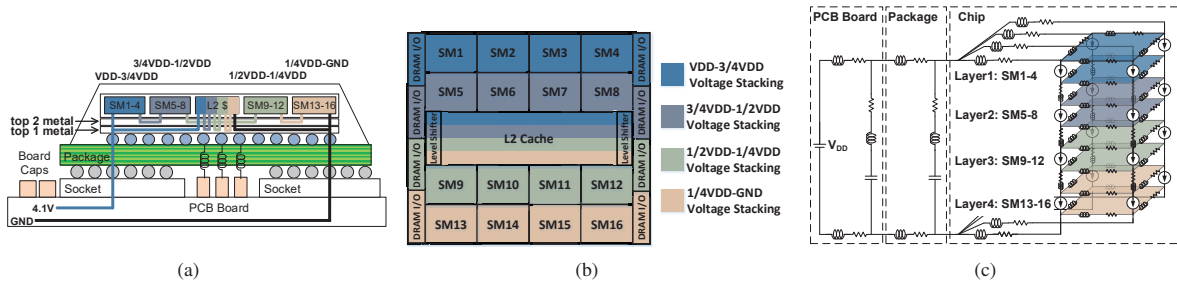 3/4VDD-1/2VDD
1/4VDD-GND
VDD-3/4VDD
1/2VDD-1/4VDD
SM1-4
SM5-8
L2 $
SM9-12
SM13-16
top 2 metal
top 1 metal
Board
Caps
Package
Socket
Socket
4.1V
PCB Board
GND
(a)
DRAM I/O
DRAM I/O
DRAM I/O
DRAM I/O
SM1
SM2
SM3
SM4
SM5
SM6
SM7
SM8
Level Shifter
L2 Cache
Level Shifter
SM9
SM10
SM11
SM12
SM13
SM14
SM15
SM16
DRAM I/O
DRAM I/O
DRAM I/O
DRAM I/O
VDD-3/4VDD
Voltage Stacking
3/4VDD-1/2VDD
Voltage Stacking
1/2VDD-1/4VDD
Voltage Stacking
1/4VDD-GND
Voltage Stacking
(b)
PCB Board
Package
Chip
VDD
Layer1: SM1-4
Layer2: SM5-8
Layer3: SM9-12
Layer4: SM13-16
(c)